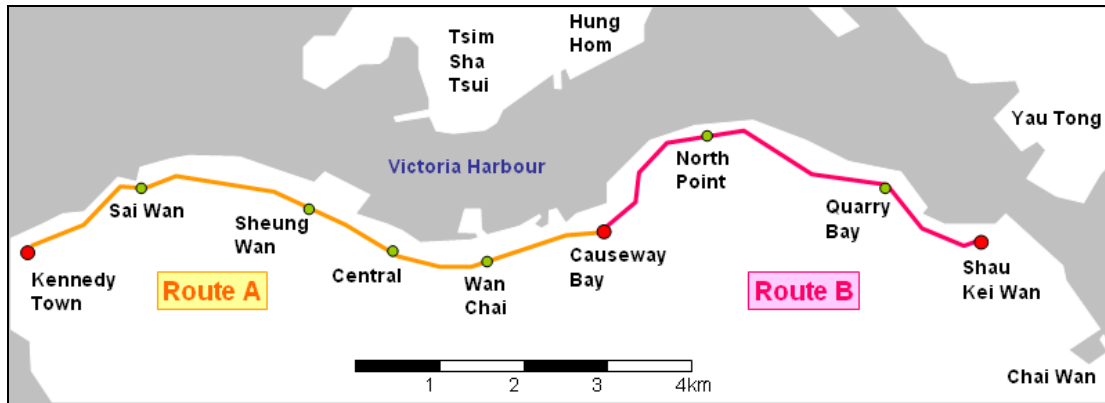 Hung
Hom
Tsim
Sha
Tsui
Yau Tong
Victoria Harbour
North
Point
Sai Wan
Sheung
Wan
Quarry
Bay
Central
Causeway
Bay
Kennedy
Town
Wan
Chai
Shau
Kei Wan
Route A
Route B
1 2 3 4km
Chai Wan